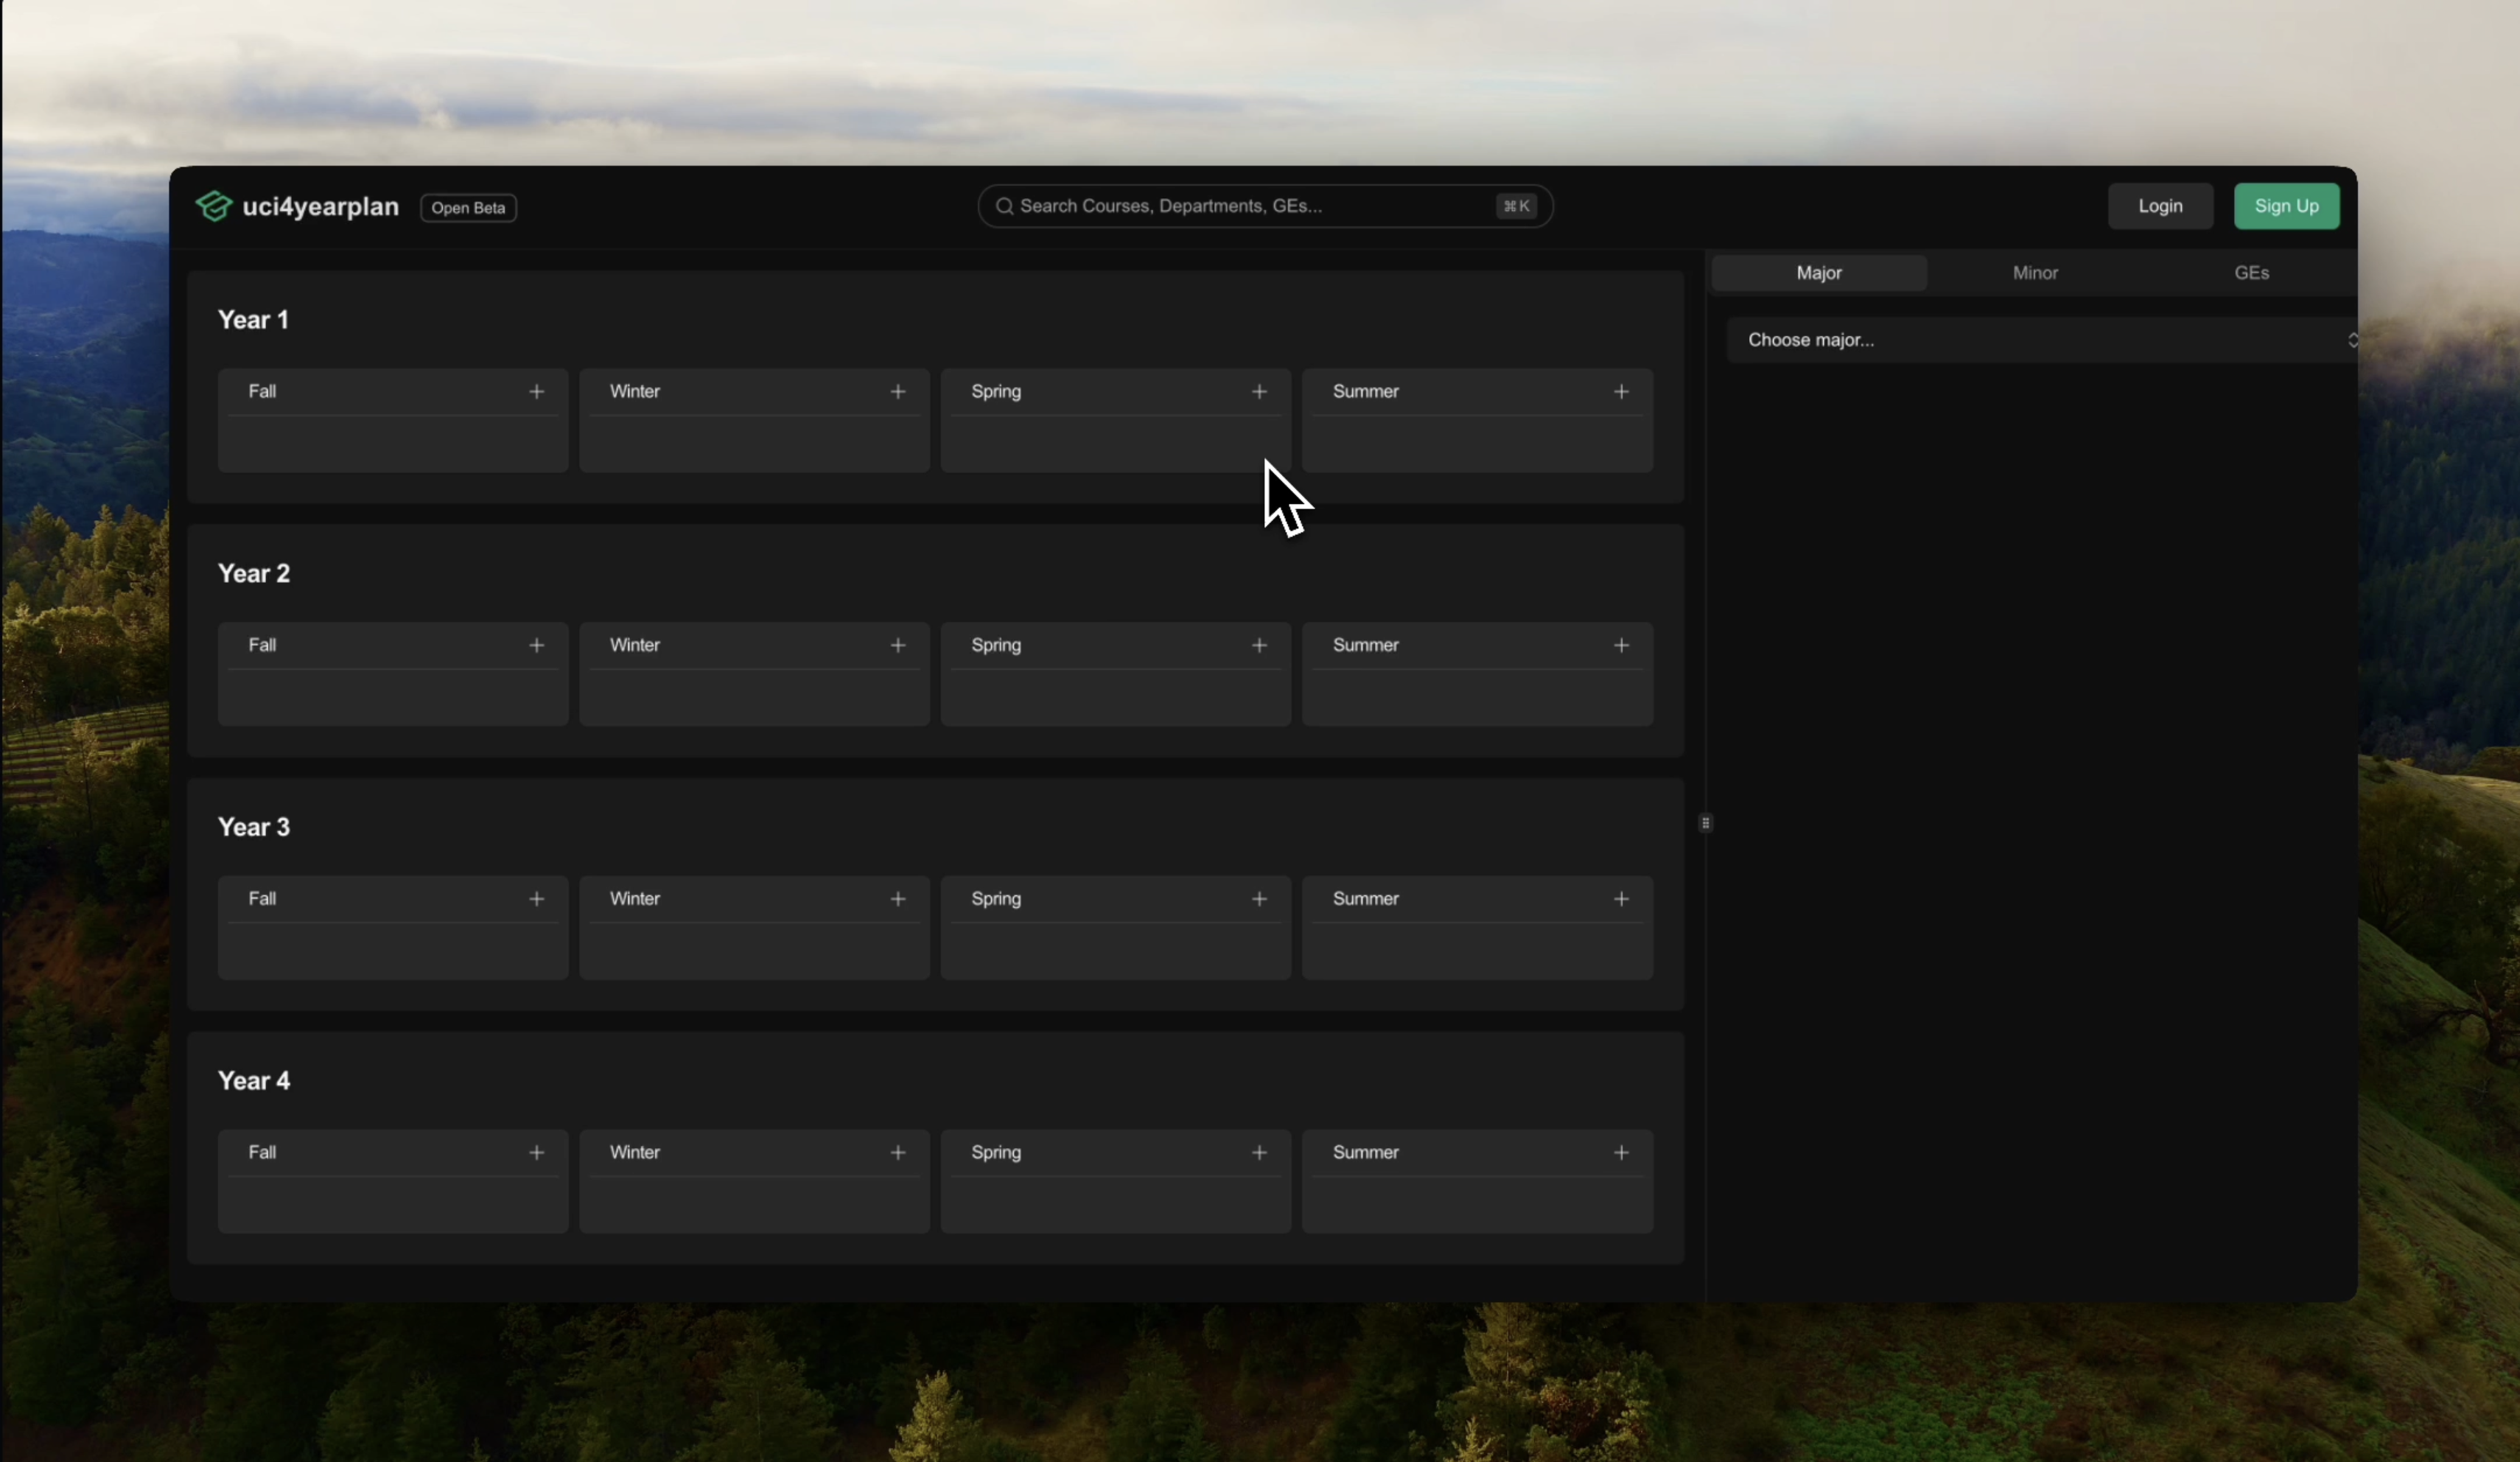 uci4yearplan
Open Beta
Search Courses, Departments, GEs...
⌘ K
Login
Sign Up
Major
Minor
GEs
Choose major...
Year 1
Fall
Winter
Spring
Summer
Year 2
Fall
Winter
Spring
Summer
Year 3
Fall
Winter
Spring
Summer
Year 4
Fall
Winter
Spring
Summer